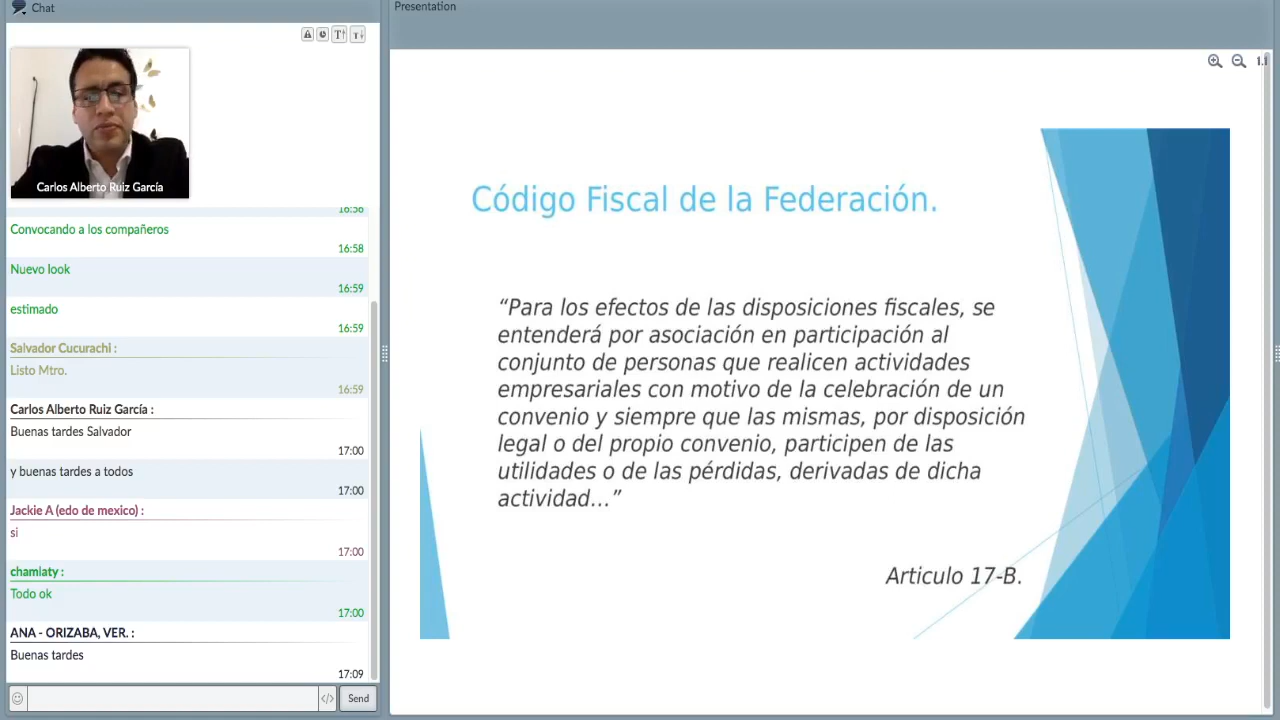 Chat
Carlos Alberto Ruiz García
16:58
Convocando a los compañeros
16:58
Nuevo look
16:59
estimado
16:59
Salvador Cucurachi :
Listo Mtro.
16:59
Carlos Alberto Ruiz García :
Buenas tardes Salvador
17:00
y buenas tardes a todos
17:00
Jackie A (edo de mexico) :
si
17:00
chamlaty :
Todo ok
17:00
ANA - ORIZABA, VER. :
Buenas tardes
17:09
Send
Presentation
1:1
Código Fiscal de la Federación.
“Para los efectos de las disposiciones fiscales, se
entenderá por asociación en participación al
conjunto de personas que realicen actividades
empresariales con motivo de la celebración de un
convenio y siempre que las mismas, por disposición
legal o del propio convenio, participen de las
utilidades o de las pérdidas, derivadas de dicha
actividad…”
Articulo 17-B.